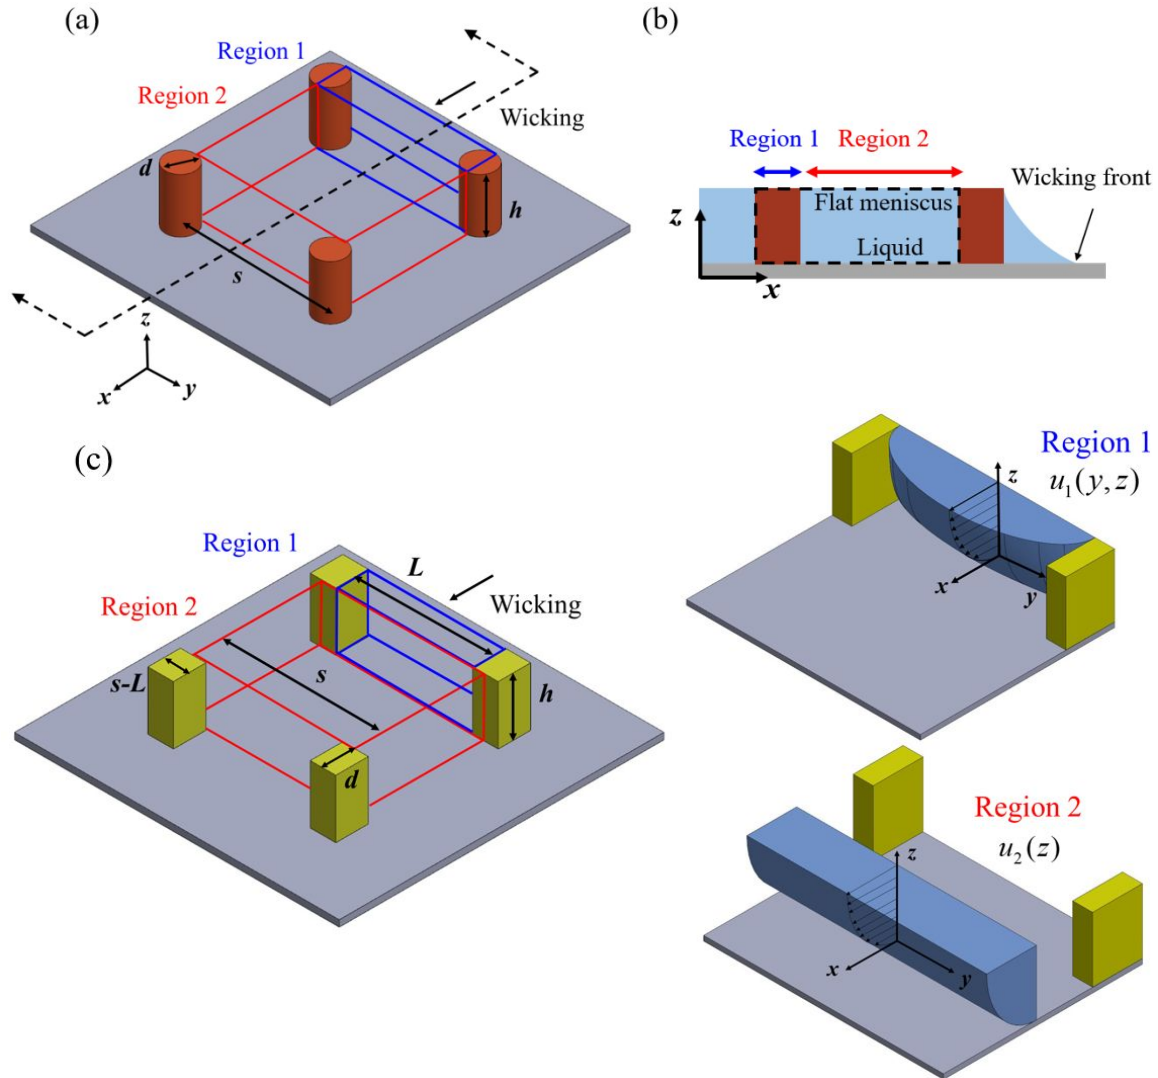 (a)
Region 1
Region 2
Wicking
d
h
s
z
x
y
(b)
Region 1
Region 2
Wicking front
Flat meniscus
z
Liquid
x
(c)
Region 1
L
Region 2
Wicking
s-L
s
h
d
Region 1
u₁(y,z)
z
x
y
Region 2
u₂(z)
z
x
y